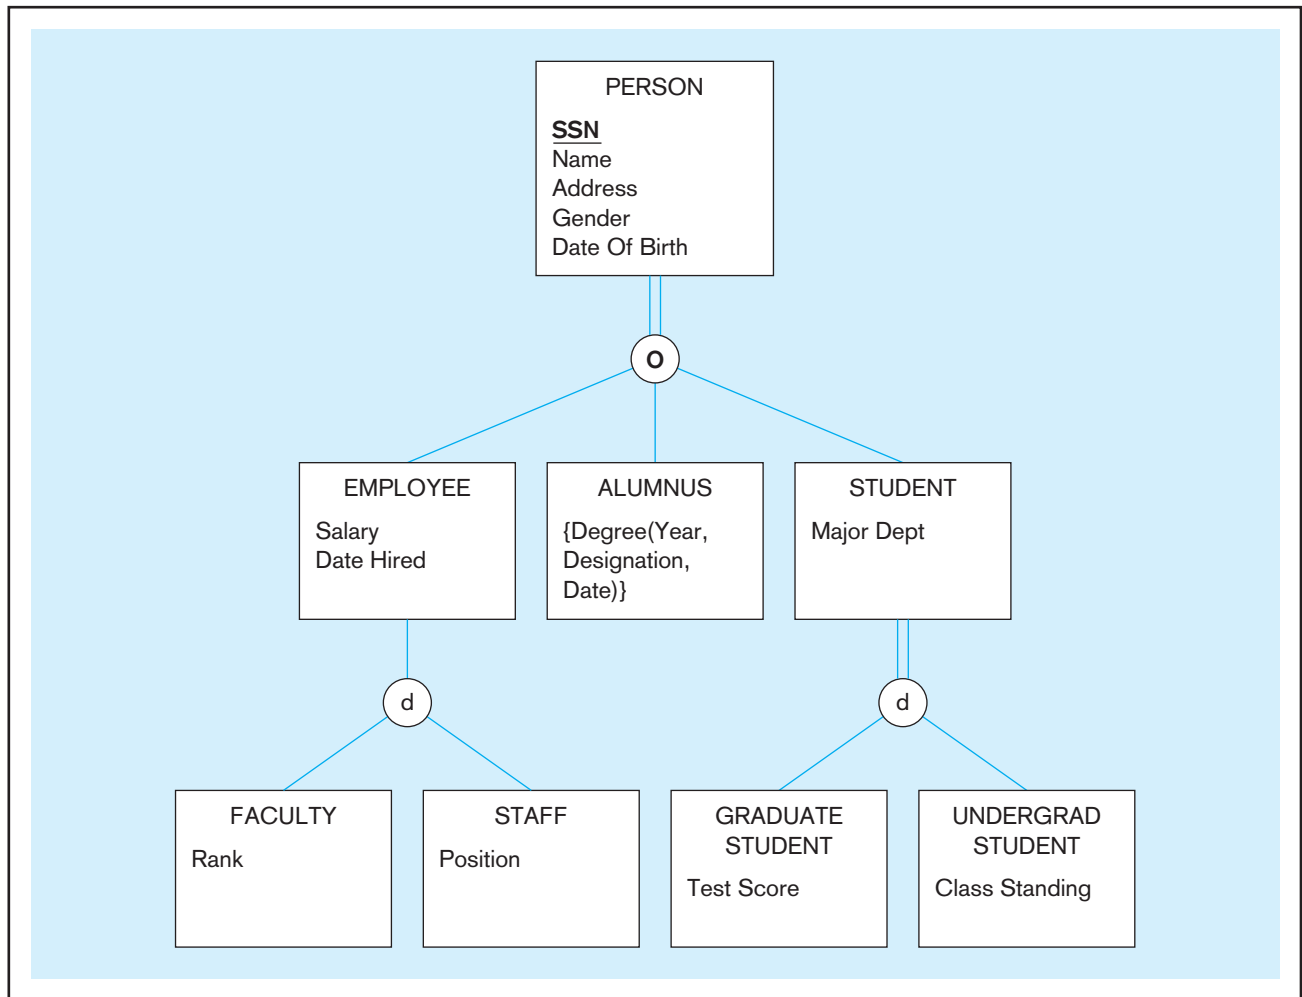 PERSON
SSN
Name
Address
Gender
Date Of Birth
O
EMPLOYEE
Salary
Date Hired
ALUMNUS
{Degree(Year,
Designation,
Date)}
STUDENT
Major Dept
d
d
FACULTY
Rank
STAFF
Position
GRADUATE
STUDENT
Test Score
UNDERGRAD
STUDENT
Class Standing